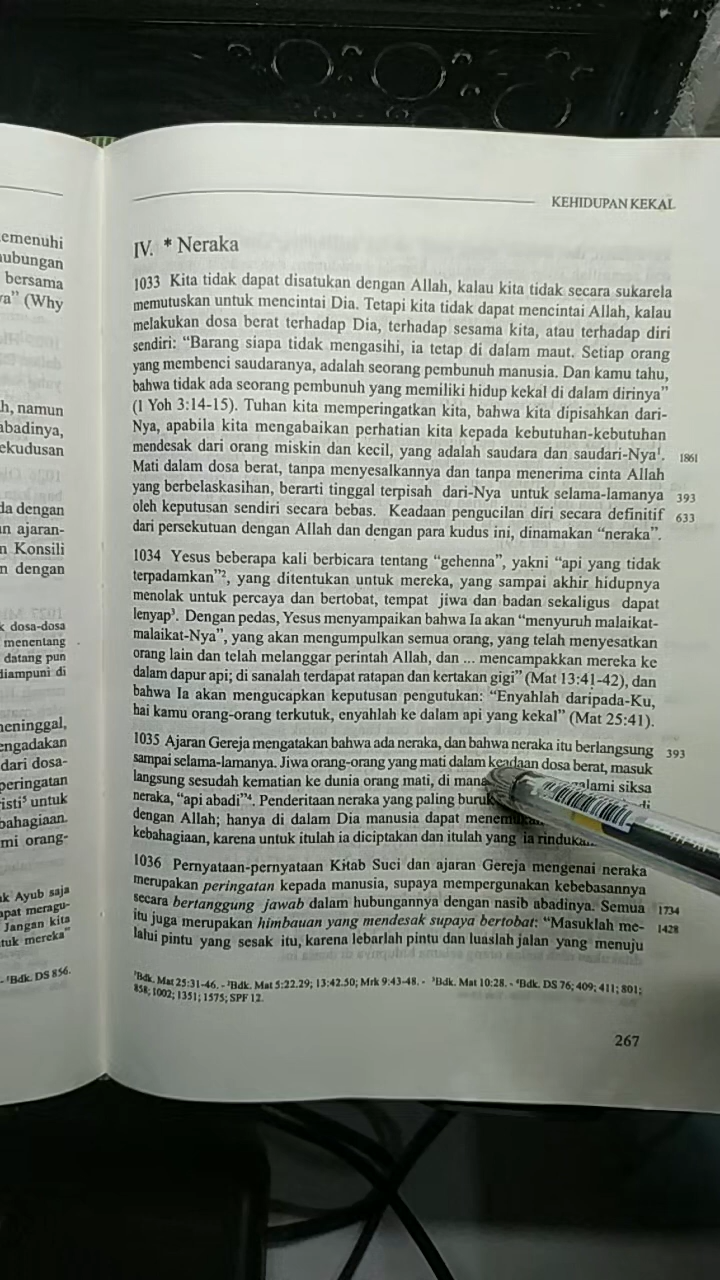 emenuhi
ubungan
bersama
ya” (Why
h, namun
abadinya,
ekudusan
da dengan
an ajaran-
n Konsili
n dengan
k dosa-dosa
menentang
datang pun
diampuni di
meninggal,
engadakan
dari dosa-
peringatan
risti⁵ untuk
bahagiaan.
mi orang-
ak Ayub saja
apat meragu-
Jangan kita
tuk mereka”
- ⁵Bdk. DS 856.
KEHIDUPAN KEKAL
IV. * Neraka
1033 Kita tidak dapat disatukan dengan Allah, kalau kita tidak secara sukarela
memutuskan untuk mencintai Dia. Tetapi kita tidak dapat mencintai Allah, kalau
melakukan dosa berat terhadap Dia, terhadap sesama kita, atau terhadap diri
sendiri: “Barang siapa tidak mengasihi, ia tetap di dalam maut. Setiap orang
yang membenci saudaranya, adalah seorang pembunuh manusia. Dan kamu tahu,
bahwa tidak ada seorang pembunuh yang memiliki hidup kekal di dalam dirinya”
(1 Yoh 3:14-15). Tuhan kita memperingatkan kita, bahwa kita dipisahkan dari-
Nya, apabila kita mengabaikan perhatian kita kepada kebutuhan-kebutuhan
mendesak dari orang miskin dan kecil, yang adalah saudara dan saudari-Nya¹. 1861
Mati dalam dosa berat, tanpa menyesalkannya dan tanpa menerima cinta Allah
yang berbelaskasihan, berarti tinggal terpisah dari-Nya untuk selama-lamanya 393
oleh keputusan sendiri secara bebas. Keadaan pengucilan diri secara definitif 633
dari persekutuan dengan Allah dan dengan para kudus ini, dinamakan “neraka”.
1034 Yesus beberapa kali berbicara tentang “gehenna”, yakni “api yang tidak
terpadamkan”², yang ditentukan untuk mereka, yang sampai akhir hidupnya
menolak untuk percaya dan bertobat, tempat jiwa dan badan sekaligus dapat
lenyap³. Dengan pedas, Yesus menyampaikan bahwa Ia akan “menyuruh malaikat-
malaikat-Nya”, yang akan mengumpulkan semua orang, yang telah menyesatkan
orang lain dan telah melanggar perintah Allah, dan ... mencampakkan mereka ke
dalam dapur api; di sanalah terdapat ratapan dan kertakan gigi” (Mat 13:41-42), dan
bahwa Ia akan mengucapkan keputusan pengutukan: “Enyahlah daripada-Ku,
hai kamu orang-orang terkutuk, enyahlah ke dalam api yang kekal” (Mat 25:41).
1035 Ajaran Gereja mengatakan bahwa ada neraka, dan bahwa neraka itu berlangsung 393
sampai selama-lamanya. Jiwa orang-orang yang mati dalam keadaan dosa berat, masuk
langsung sesudah kematian ke dunia orang mati, di mana alami siksa
neraka, “api abadi”⁴. Penderitaan neraka yang paling buruk di
dengan Allah; hanya di dalam Dia manusia dapat menemukan
kebahagiaan, karena untuk itulah ia diciptakan dan itulah yang ia rindukan.
1036 Pernyataan-pernyataan Kitab Suci dan ajaran Gereja mengenai neraka
merupakan peringatan kepada manusia, supaya mempergunakan kebebasannya
secara bertanggung jawab dalam hubungannya dengan nasib abadinya. Semua 1734
itu juga merupakan himbauan yang mendesak supaya bertobat: “Masuklah me- 1428
lalui pintu yang sesak itu, karena lebarlah pintu dan luaslah jalan yang menuju
¹Bdk. Mat 25:31-46. - ²Bdk. Mat 5:22.29; 13:42.50; Mrk 9:43-48. - ³Bdk. Mat 10:28. - ⁴Bdk. DS 76; 409; 411; 801;
858; 1002; 1351; 1575; SPF 12.
267